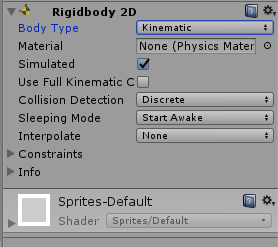 Rigidbody 2D
Body Type Kinematic
Material None (Physics Mater
Simulated
Use Full Kinematic C
Collision Detection Discrete
Sleeping Mode Start Awake
Interpolate None
Constraints
Info
Sprites-Default
Shader Sprites/Default